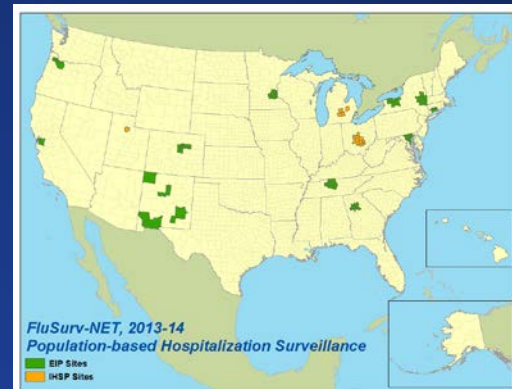 FluSurv-NET, 2013-14
Population-based Hospitalization Surveillance
EIP Sites
IHSP Sites